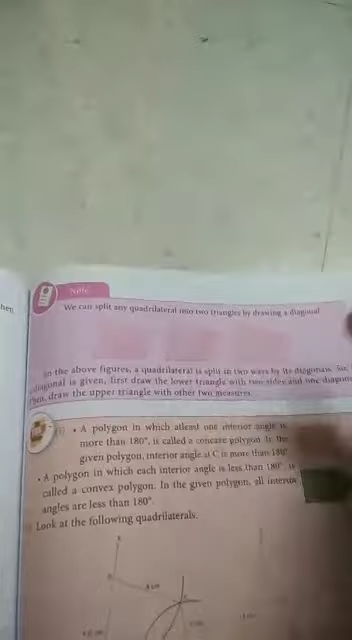 hen
Note
We can split any quadrilateral into two triangles by drawing a diagonal
In the above figures, a quadrilateral is split in two ways by its diagonals. So,
diagonal is given, first draw the lower triangle with two sides and one diagonal
draw the upper triangle with other two measures.
• A polygon in which atleast one interior angle is
more than 180°, is called a concave polygon. In the
given polygon, interior angle at C is more than 180°
• A polygon in which each interior angle is less than 180° is
called a convex polygon. In the given polygon, all interior
angles are less than 180°.
Look at the following quadrilaterals.